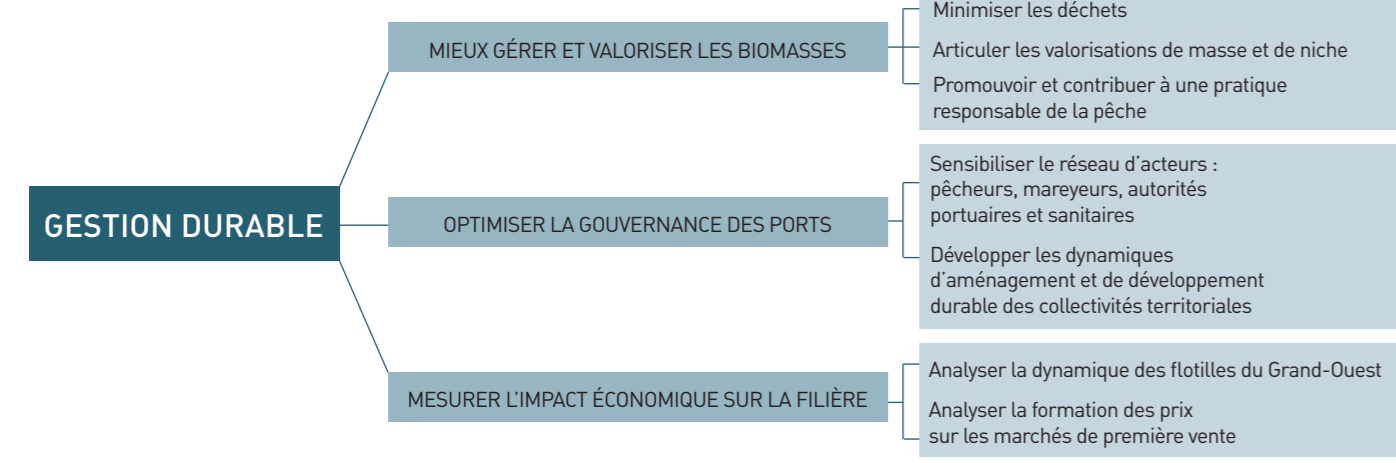 GESTION DURABLE
MIEUX GÉRER ET VALORISER LES BIOMASSES
Minimiser les déchets
Articuler les valorisations de masse et de niche
Promouvoir et contribuer à une pratique
responsable de la pêche
OPTIMISER LA GOUVERNANCE DES PORTS
Sensibiliser le réseau d'acteurs :
pêcheurs, mareyeurs, autorités
portuaires et sanitaires
Développer les dynamiques
d'aménagement et de développement
durable des collectivités territoriales
MESURER L'IMPACT ÉCONOMIQUE SUR LA FILIÈRE
Analyser la dynamique des flotilles du Grand-Ouest
Analyser la formation des prix
sur les marchés de première vente